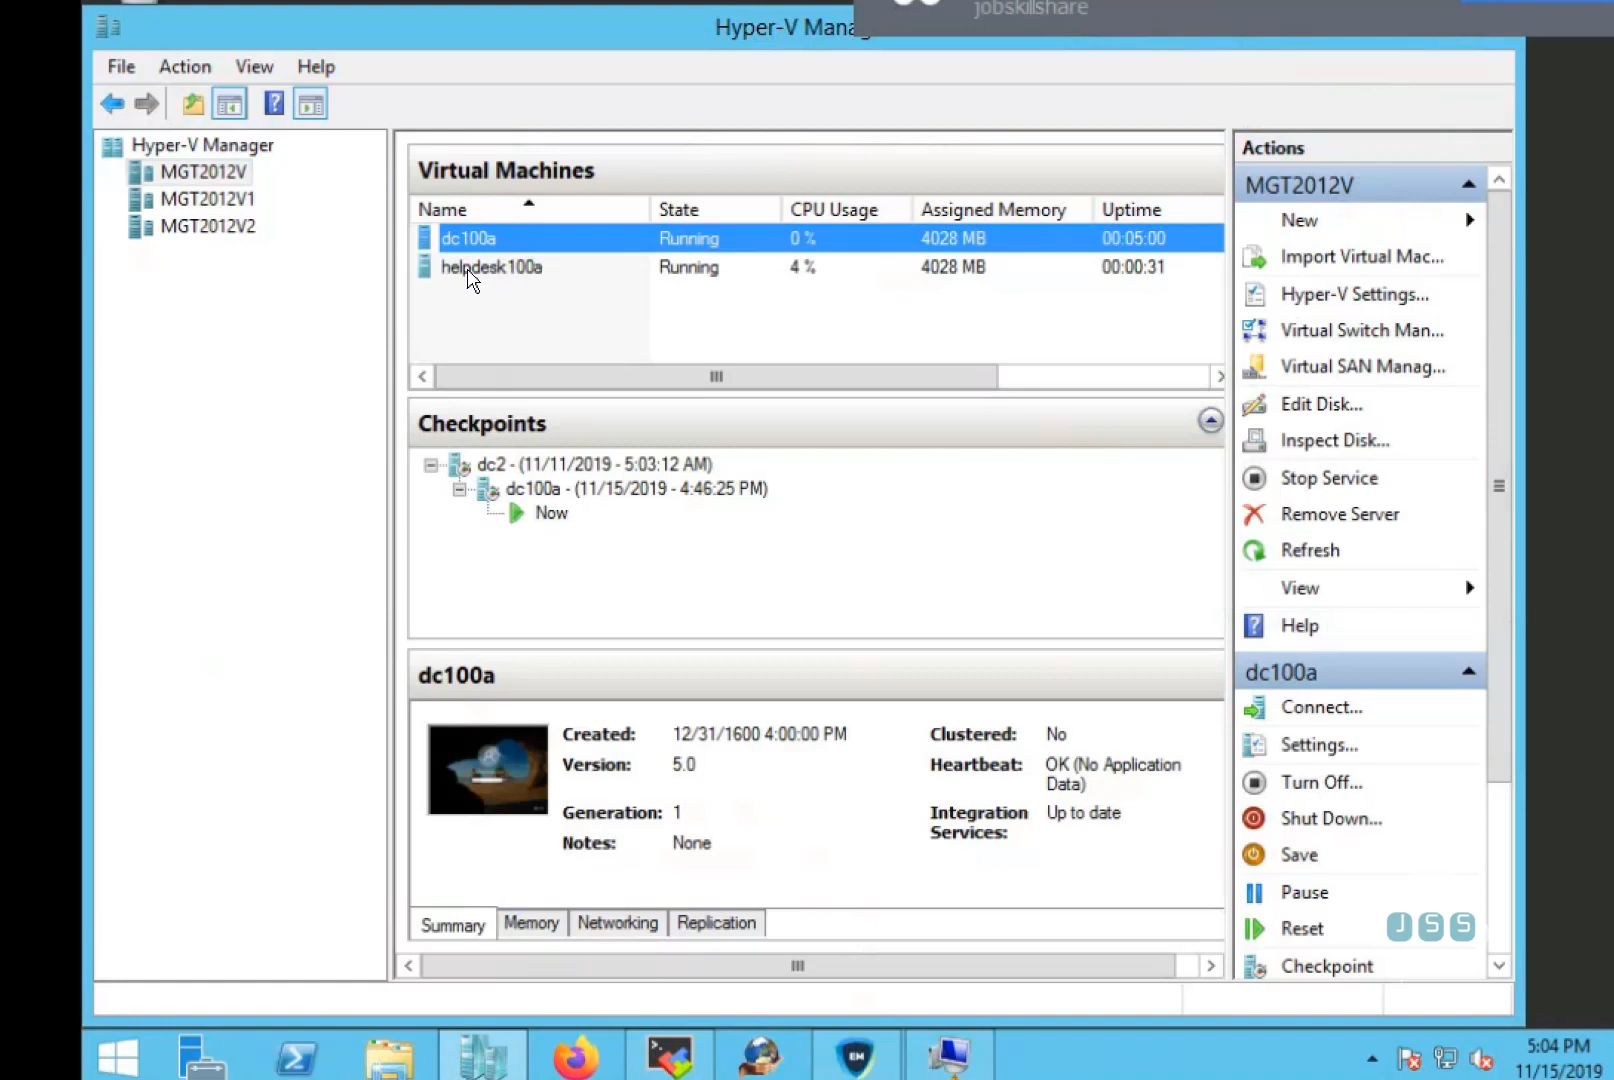 jobskillshare
Hyper-V Manag
File Action View Help
Hyper-V Manager
MGT2012V
MGT2012V1
MGT2012V2
Virtual Machines
Name State CPU Usage Assigned Memory Uptime
dc100a Running 0 % 4028 MB 00:05:00
helpdesk100a Running 4 % 4028 MB 00:00:31
Checkpoints
dc2 - (11/11/2019 - 5:03:12 AM)
dc100a - (11/15/2019 - 4:46:25 PM)
Now
dc100a
Created: 12/31/1600 4:00:00 PM
Version: 5.0
Generation: 1
Notes: None
Clustered: No
Heartbeat: OK (No Application
Data)
Integration Up to date
Services:
Summary Memory Networking Replication
Actions
MGT2012V
New
Import Virtual Mac...
Hyper-V Settings...
Virtual Switch Man...
Virtual SAN Manag...
Edit Disk...
Inspect Disk...
Stop Service
Remove Server
Refresh
View
Help
dc100a
Connect...
Settings...
Turn Off...
Shut Down...
Save
Pause
Reset
JSS
Checkpoint
EM
5:04 PM
11/15/2019